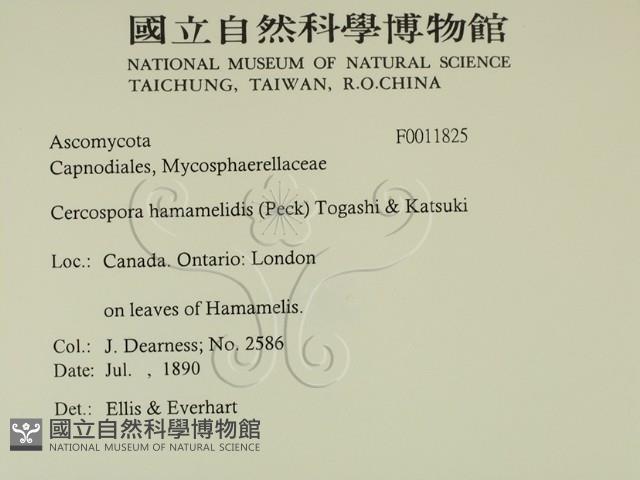 國立自然科學博物館
NATIONAL MUSEUM OF NATURAL SCIENCE
TAICHUNG, TAIWAN, R.O.CHINA
Ascomycota F0011825
Capnodiales, Mycosphaerellaceae
Cercospora hamamelidis (Peck) Togashi & Katsuki
Loc.: Canada. Ontario: London
on leaves of Hamamelis.
Col.: J. Dearness; No. 2586
Date: Jul. , 1890
Det.: Ellis & Everhart
國立自然科學博物館
NATIONAL MUSEUM OF NATURAL SCIENCE